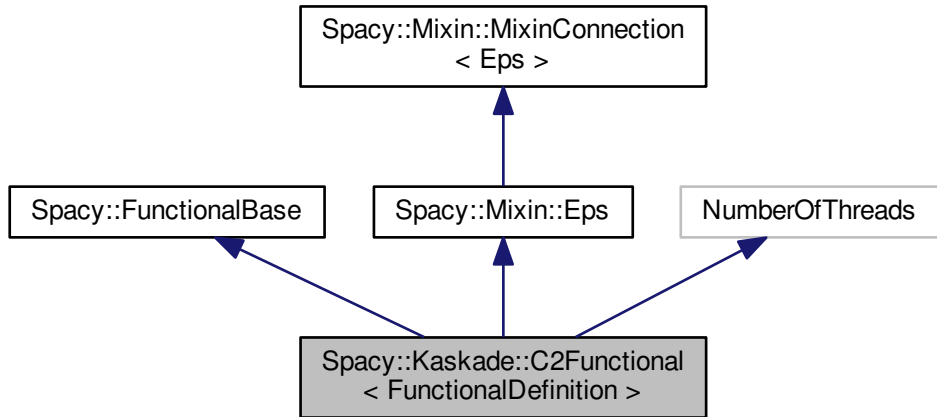 Spacy::Mixin::MixinConnection
< Eps >
Spacy::FunctionalBase
Spacy::Mixin::Eps
NumberOfThreads
Spacy::Kaskade::C2Functional
< FunctionalDefinition >